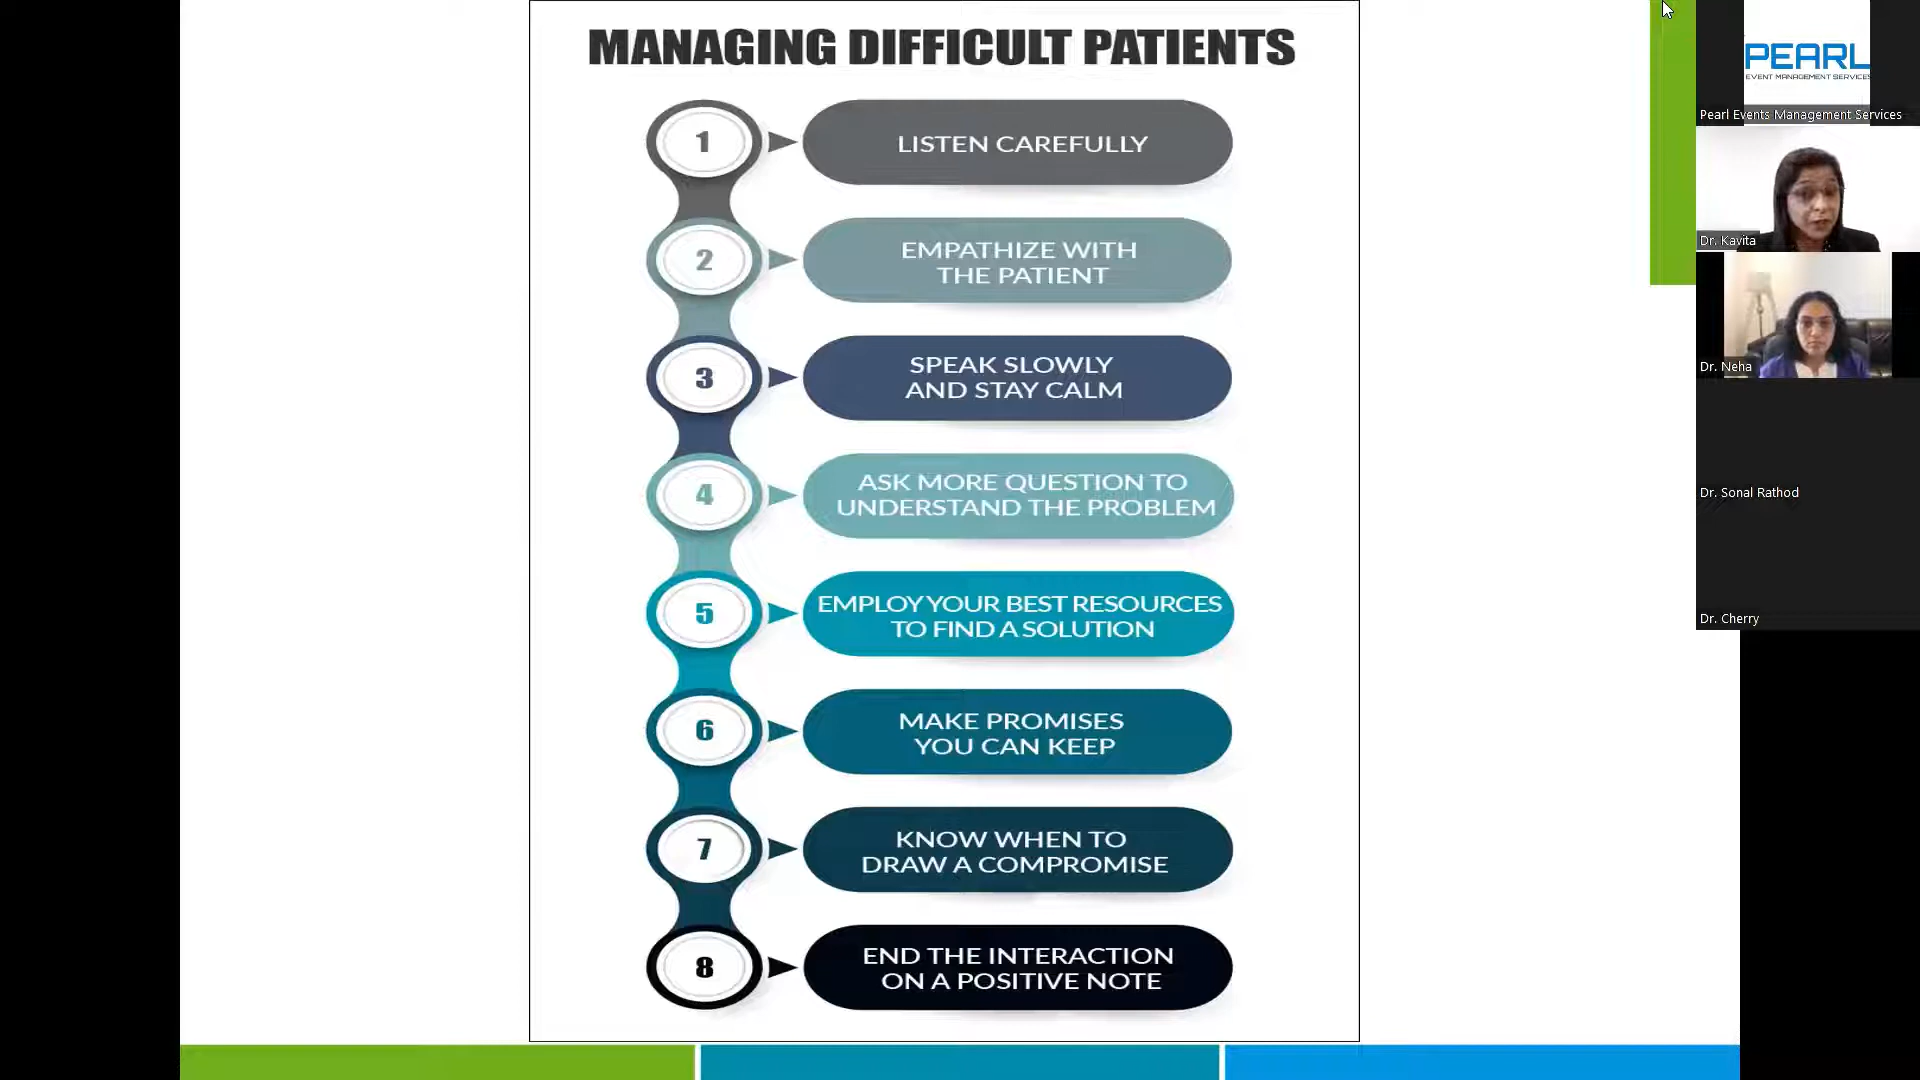 MANAGING DIFFICULT PATIENTS
1
LISTEN CAREFULLY
2
EMPATHIZE WITH
THE PATIENT
3
SPEAK SLOWLY
AND STAY CALM
4
ASK MORE QUESTION TO
UNDERSTAND THE PROBLEM
5
EMPLOY YOUR BEST RESOURCES
TO FIND A SOLUTION
6
MAKE PROMISES
YOU CAN KEEP
7
KNOW WHEN TO
DRAW A COMPROMISE
8
END THE INTERACTION
ON A POSITIVE NOTE
PEARL
EVENT MANAGEMENT SERVICES
Pearl Events Management Services
Dr. Kavita
Dr. Neha
Dr. Sonal Rathod
Dr. Cherry